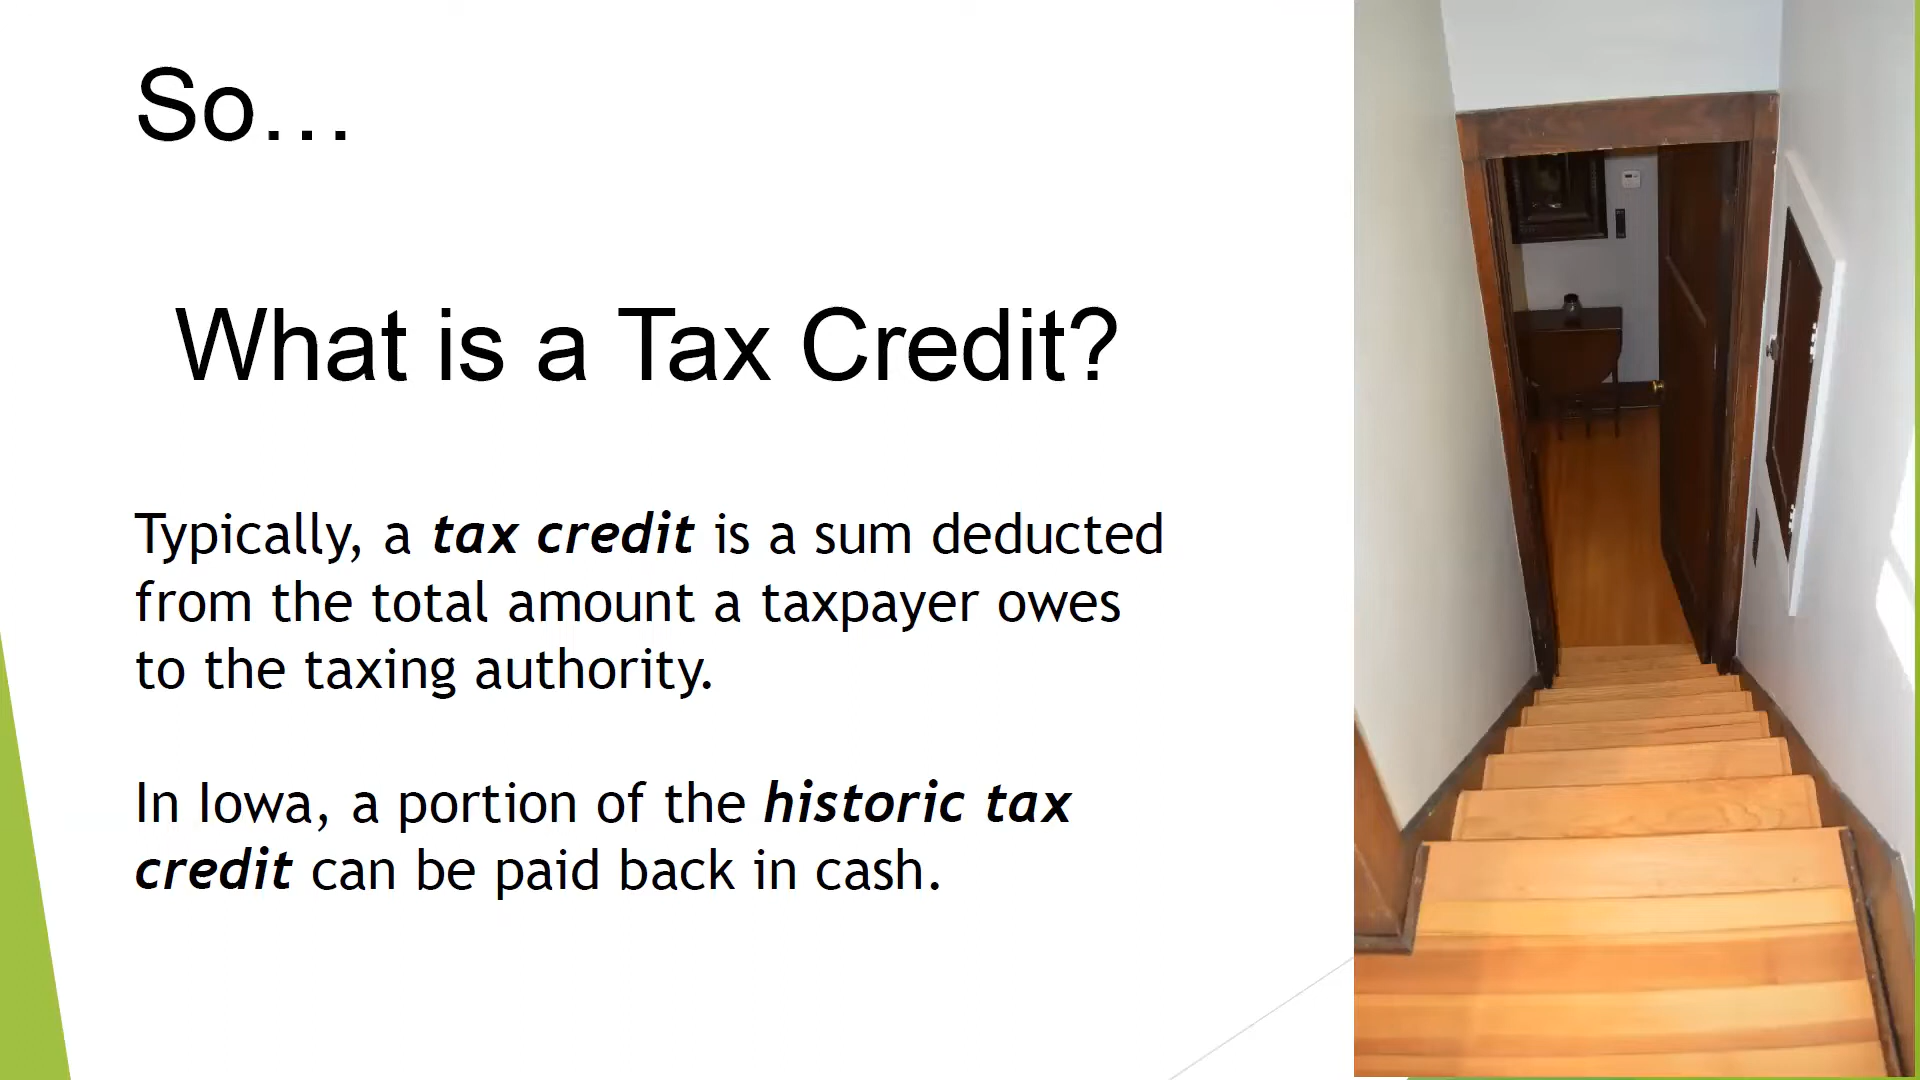 So…
What is a Tax Credit?
Typically, a tax credit is a sum deducted
from the total amount a taxpayer owes
to the taxing authority.
In Iowa, a portion of the historic tax
credit can be paid back in cash.